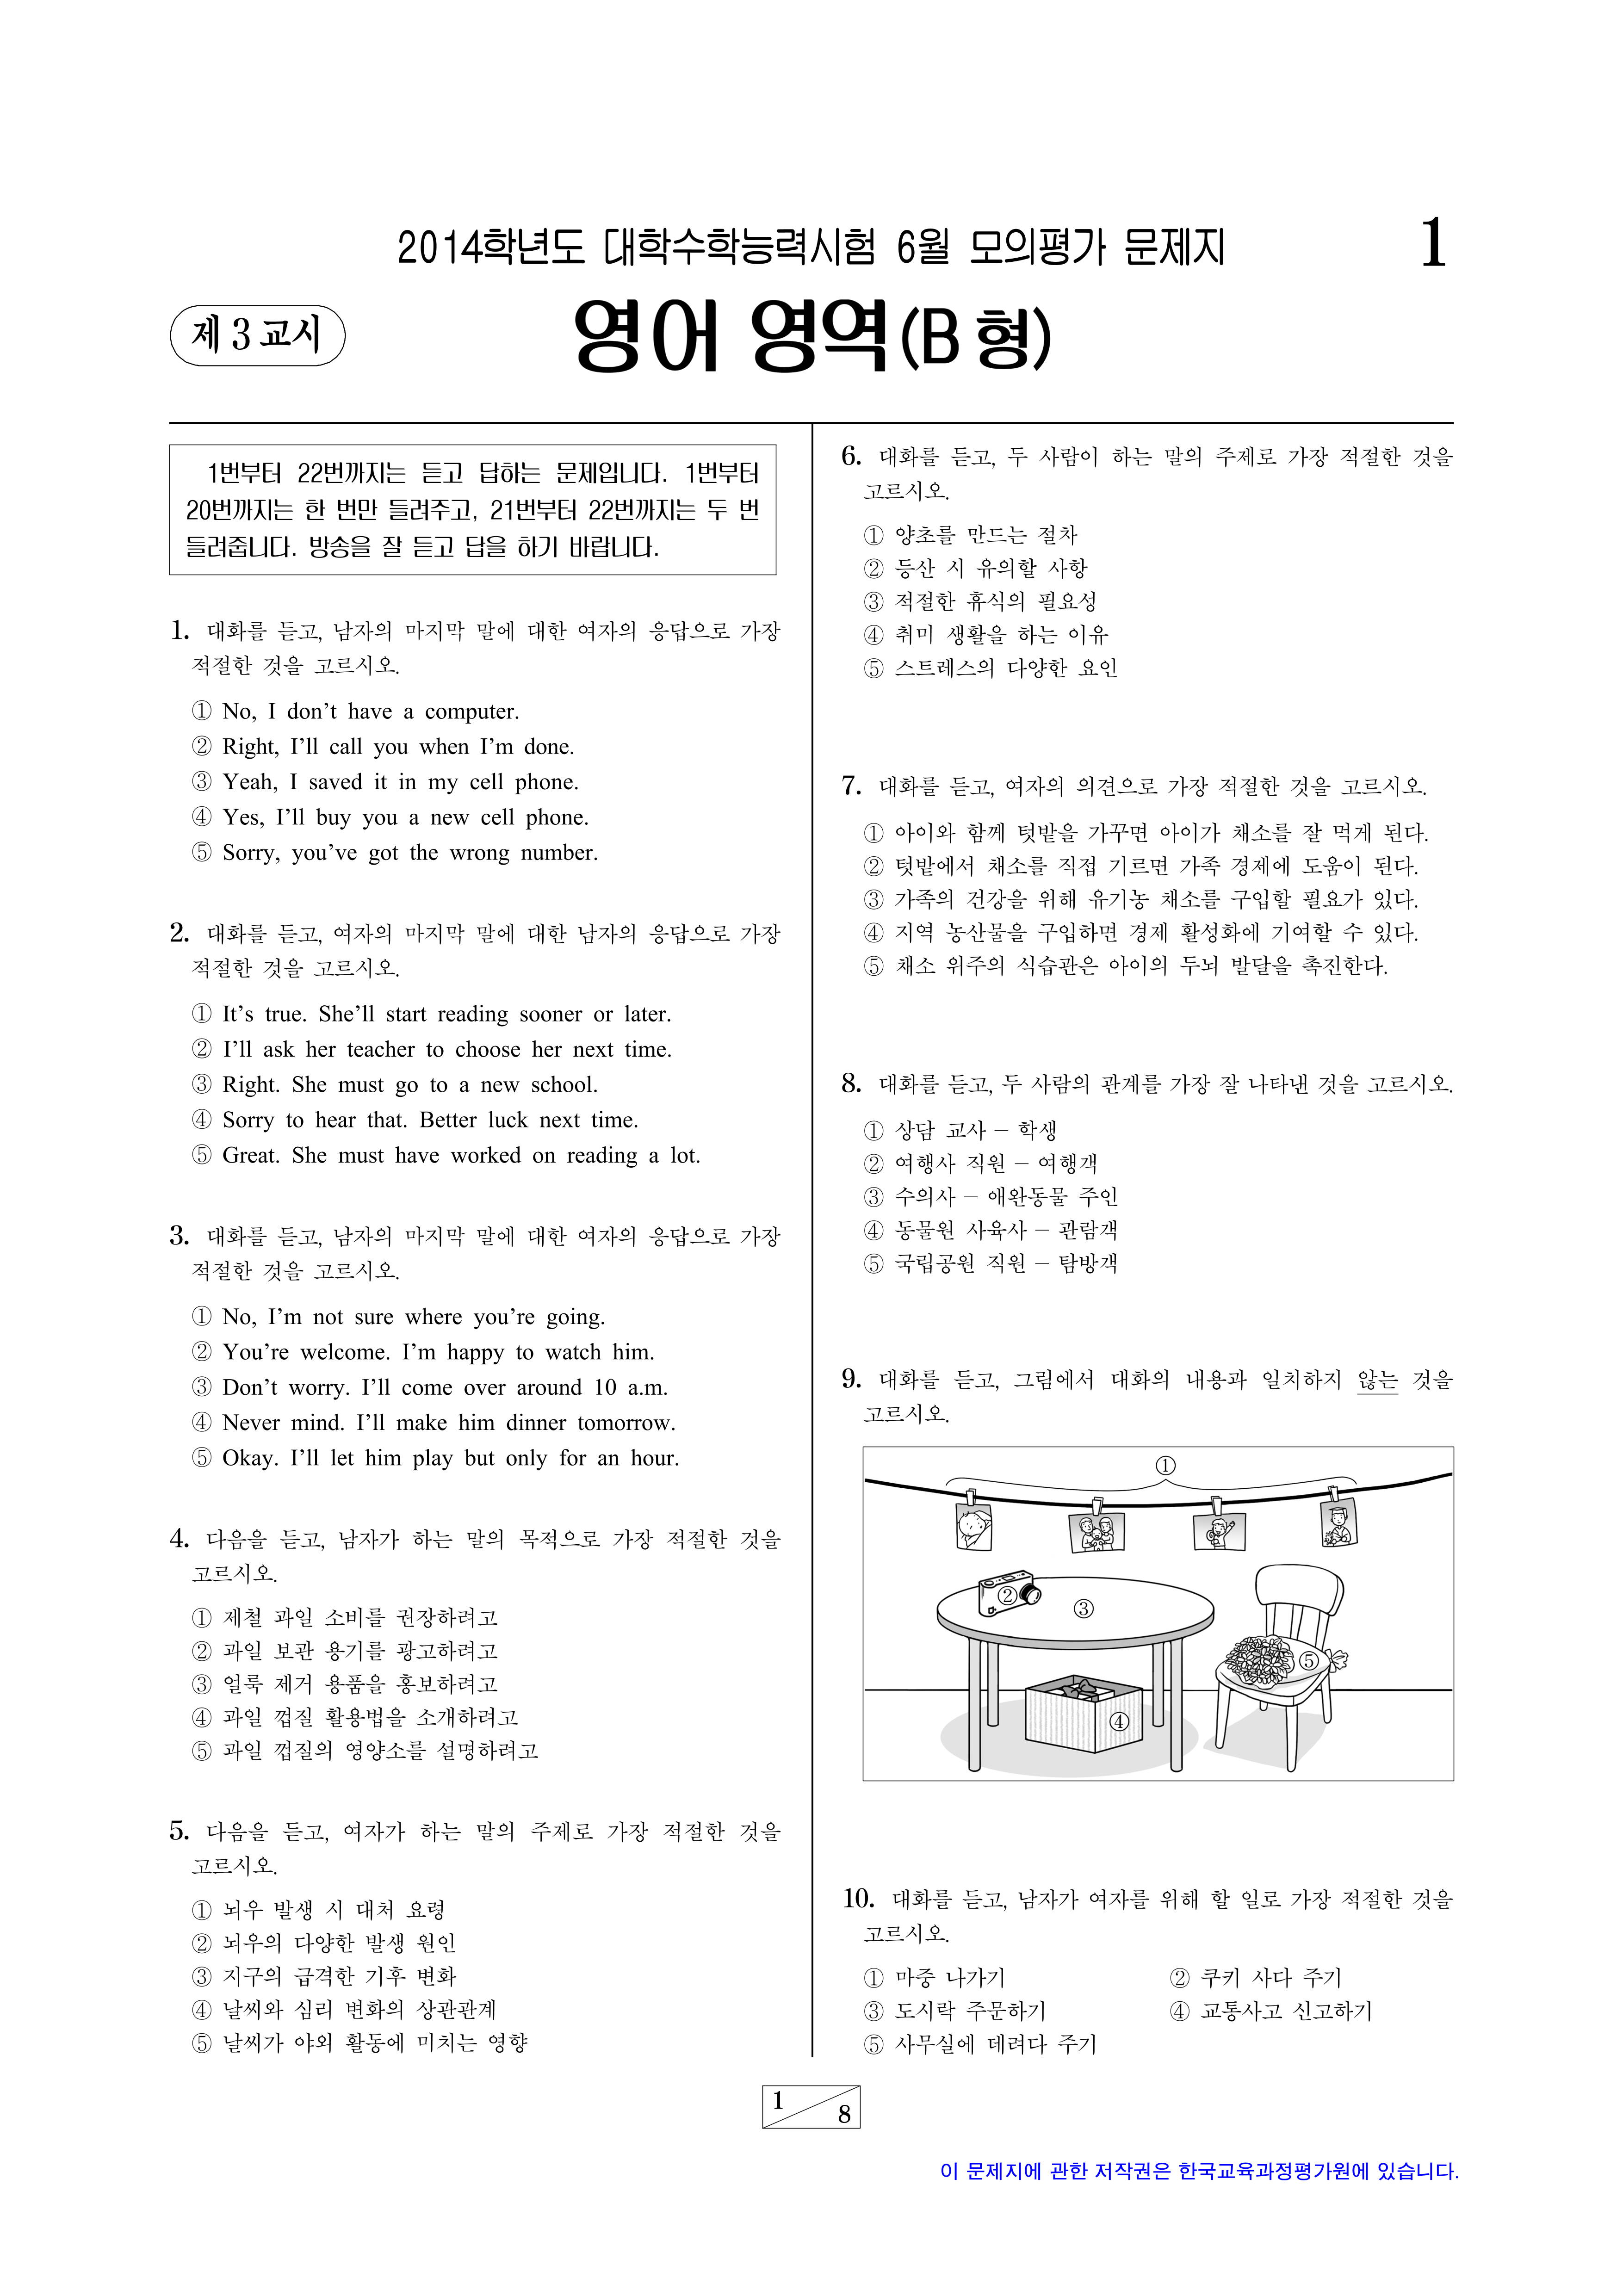 2014학년도 대학수학능력시험 6월 모의평가 문제지
1
제 3 교시
영어 영역(B 형)
1번부터 22번까지는 듣고 답하는 문제입니다. 1번부터
20번까지는 한 번만 들려주고, 21번부터 22번까지는 두 번
들려줍니다. 방송을 잘 듣고 답을 하기 바랍니다.
1. 대화를 듣고, 남자의 마지막 말에 대한 여자의 응답으로 가장
적절한 것을 고르시오.
① No, I don’t have a computer.
② Right, I’ll call you when I’m done.
③ Yeah, I saved it in my cell phone.
④ Yes, I’ll buy you a new cell phone.
⑤ Sorry, you’ve got the wrong number.
2. 대화를 듣고, 여자의 마지막 말에 대한 남자의 응답으로 가장
적절한 것을 고르시오.
① It’s true. She’ll start reading sooner or later.
② I’ll ask her teacher to choose her next time.
③ Right. She must go to a new school.
④ Sorry to hear that. Better luck next time.
⑤ Great. She must have worked on reading a lot.
3. 대화를 듣고, 남자의 마지막 말에 대한 여자의 응답으로 가장
적절한 것을 고르시오.
① No, I’m not sure where you’re going.
② You’re welcome. I’m happy to watch him.
③ Don’t worry. I’ll come over around 10 a.m.
④ Never mind. I’ll make him dinner tomorrow.
⑤ Okay. I’ll let him play but only for an hour.
4. 다음을 듣고, 남자가 하는 말의 목적으로 가장 적절한 것을
고르시오.
① 제철 과일 소비를 권장하려고
② 과일 보관 용기를 광고하려고
③ 얼룩 제거 용품을 홍보하려고
④ 과일 껍질 활용법을 소개하려고
⑤ 과일 껍질의 영양소를 설명하려고
5. 다음을 듣고, 여자가 하는 말의 주제로 가장 적절한 것을
고르시오.
① 뇌우 발생 시 대처 요령
② 뇌우의 다양한 발생 원인
③ 지구의 급격한 기후 변화
④ 날씨와 심리 변화의 상관관계
⑤ 날씨가 야외 활동에 미치는 영향
6. 대화를 듣고, 두 사람이 하는 말의 주제로 가장 적절한 것을
고르시오.
① 양초를 만드는 절차
② 등산 시 유의할 사항
③ 적절한 휴식의 필요성
④ 취미 생활을 하는 이유
⑤ 스트레스의 다양한 요인
7. 대화를 듣고, 여자의 의견으로 가장 적절한 것을 고르시오.
① 아이와 함께 텃밭을 가꾸면 아이가 채소를 잘 먹게 된다.
② 텃밭에서 채소를 직접 기르면 가족 경제에 도움이 된다.
③ 가족의 건강을 위해 유기농 채소를 구입할 필요가 있다.
④ 지역 농산물을 구입하면 경제 활성화에 기여할 수 있다.
⑤ 채소 위주의 식습관은 아이의 두뇌 발달을 촉진한다.
8. 대화를 듣고, 두 사람의 관계를 가장 잘 나타낸 것을 고르시오.
① 상담 교사 – 학생
② 여행사 직원 – 여행객
③ 수의사 – 애완동물 주인
④ 동물원 사육사 – 관람객
⑤ 국립공원 직원 – 탐방객
9. 대화를 듣고, 그림에서 대화의 내용과 일치하지 않는 것을
고르시오.
①
②
③
④
⑤
10. 대화를 듣고, 남자가 여자를 위해 할 일로 가장 적절한 것을
고르시오.
① 마중 나가기 ② 쿠키 사다 주기
③ 도시락 주문하기 ④ 교통사고 신고하기
⑤ 사무실에 데려다 주기
1
8
이 문제지에 관한 저작권은 한국교육과정평가원에 있습니다.